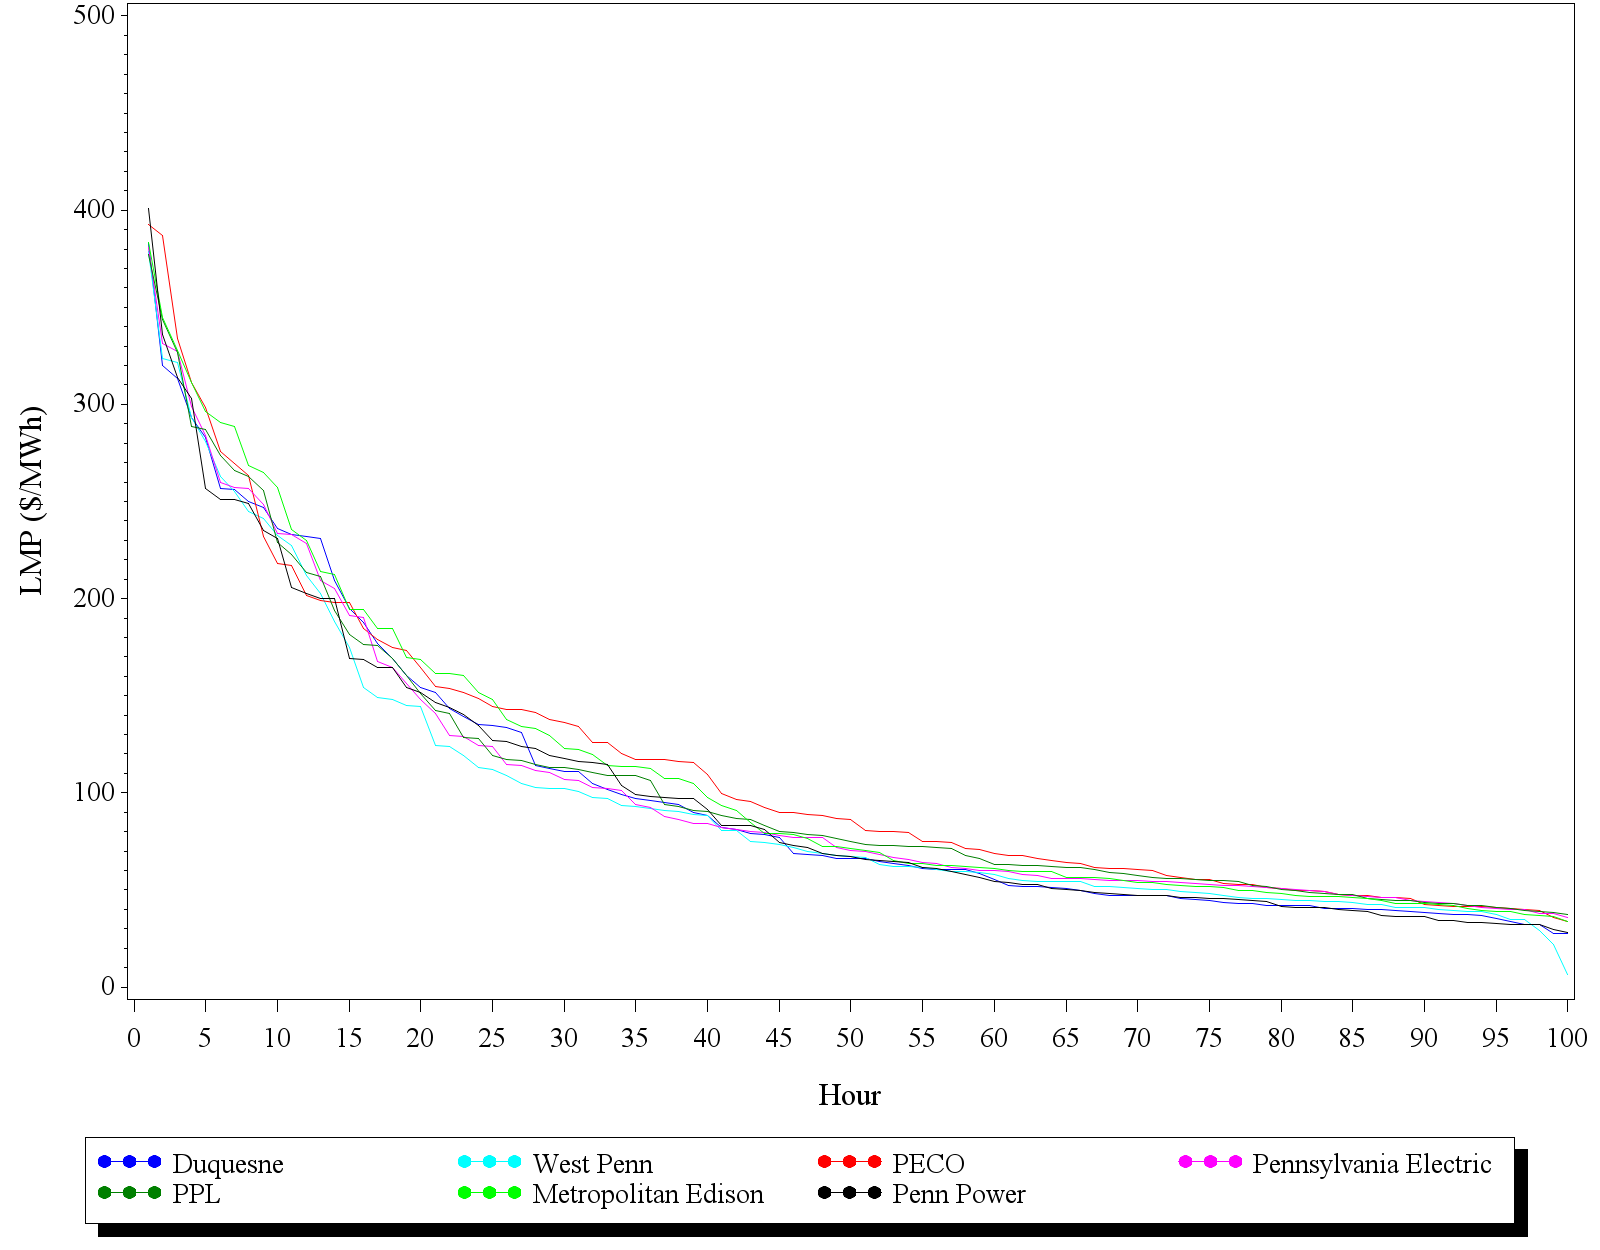 500
400
300
200
100
0
LMP ($/MWh)
0 5 10 15 20 25 30 35 40 45 50 55 60 65 70 75 80 85 90 95 100
Hour
Duquesne West Penn PECO Pennsylvania Electric
PPL Metropolitan Edison Penn Power